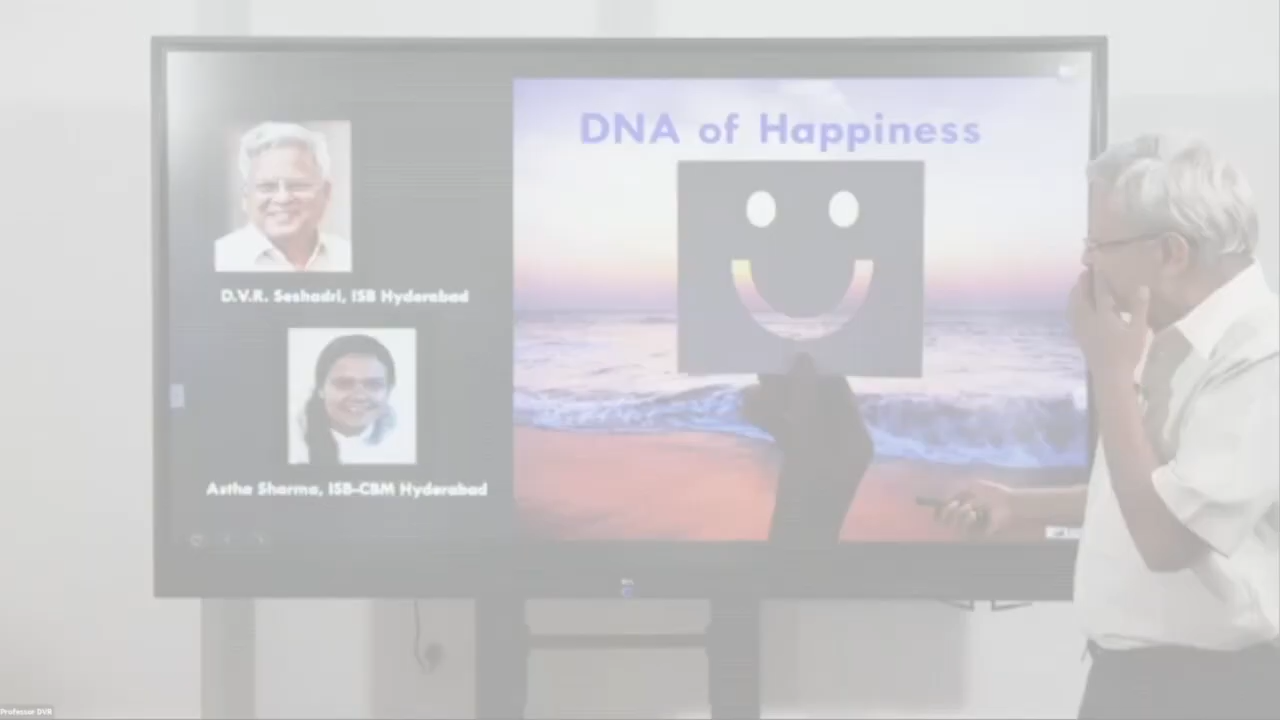 DNA of Happiness
D.V.R. Seshadri, ISB Hyderabad
Astha Sharma, ISB-CBM Hyderabad
Professor DVR